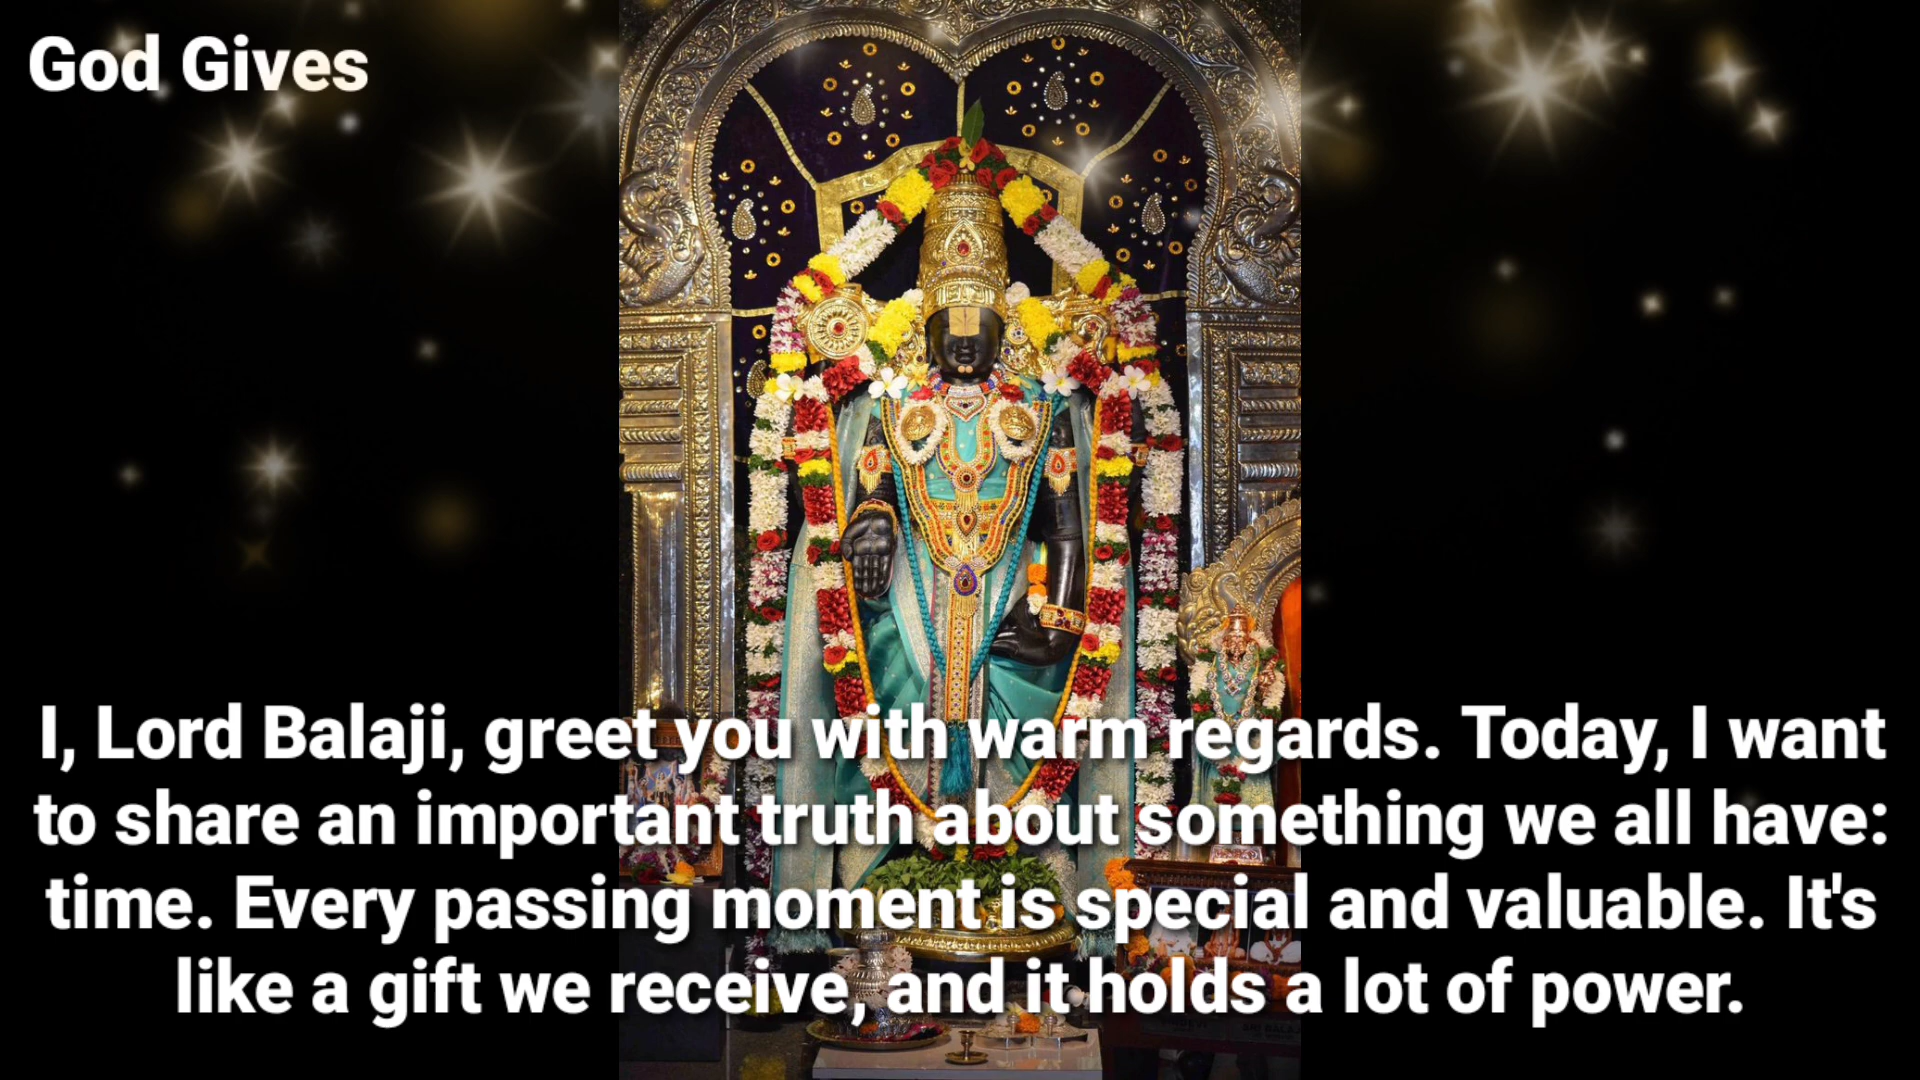 God Gives
I, Lord Balaji, greet you with warm regards. Today, I want
to share an important truth about something we all have:
time. Every passing moment is special and valuable. It's
like a gift we receive, and it holds a lot of power.